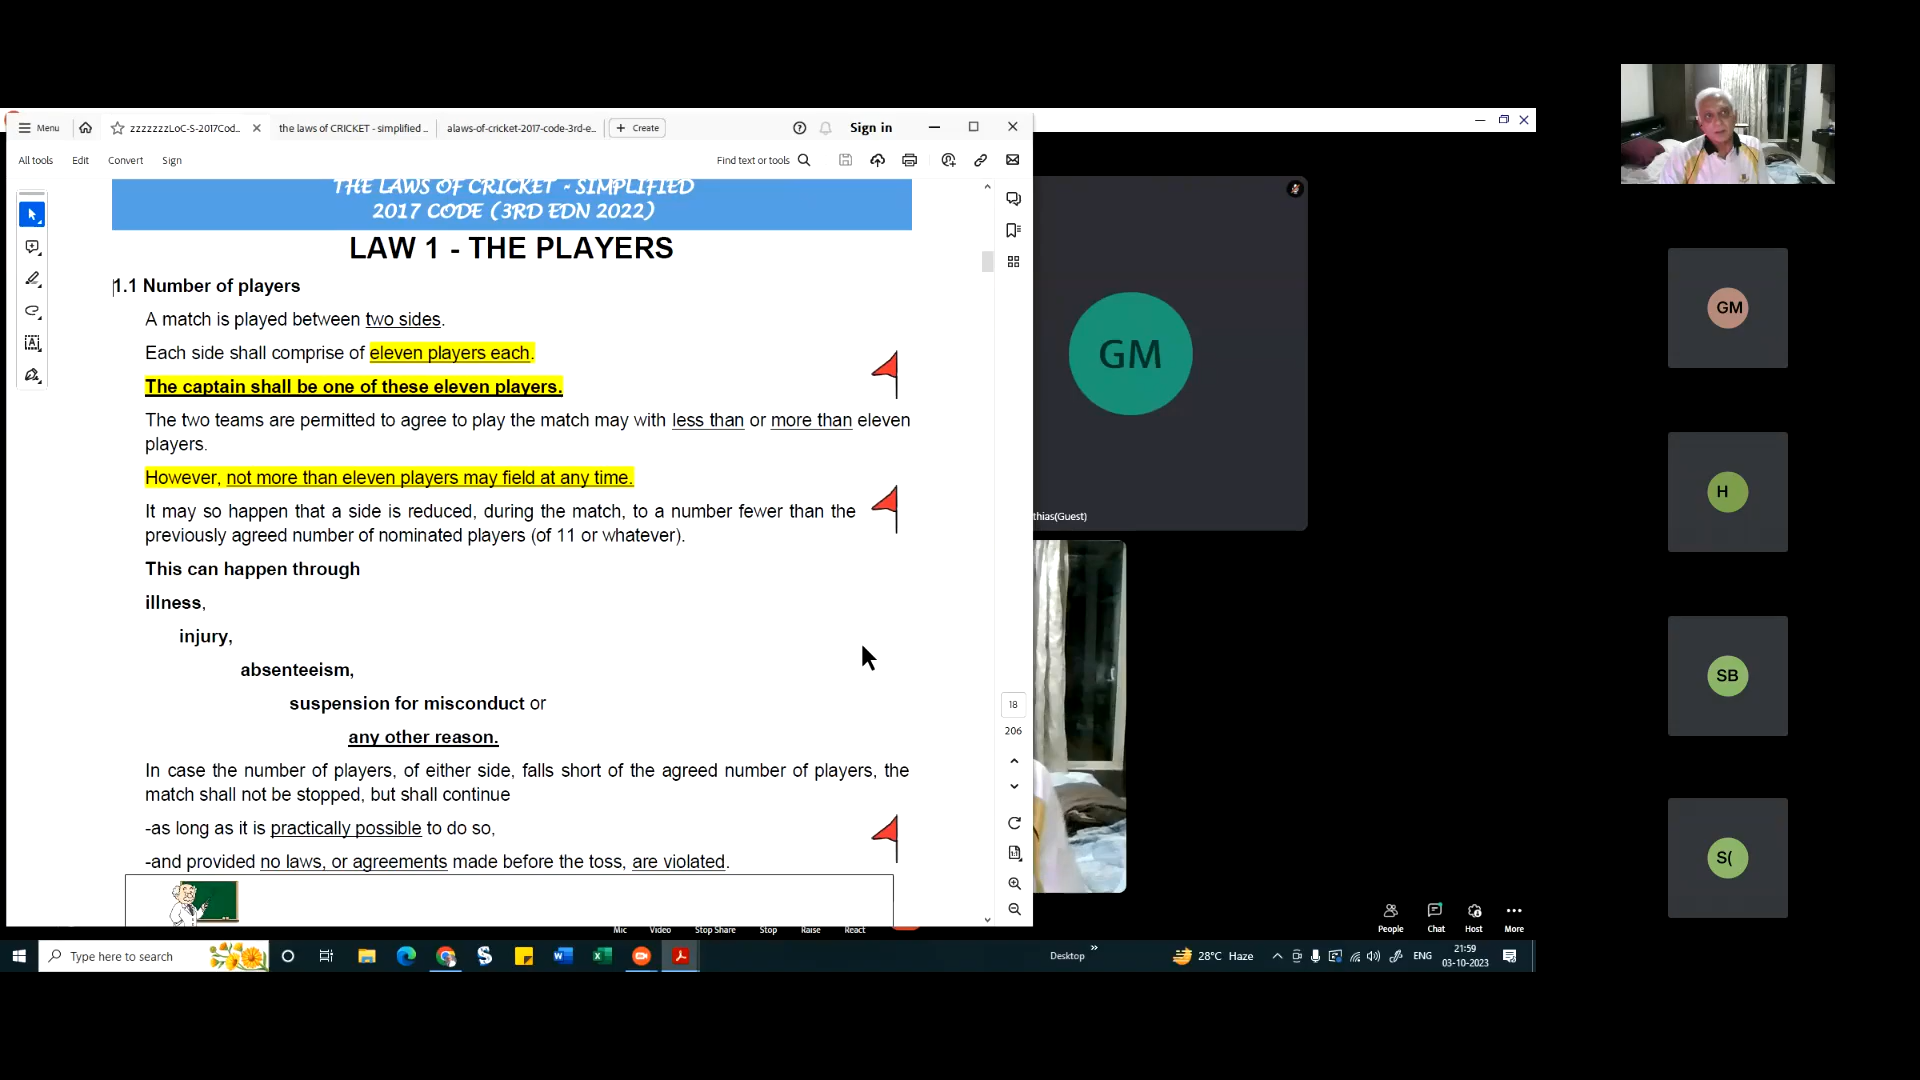 Menu
zzzzzzzLoC-S-2017Cod...
the laws of CRICKET - simplified ...
alaws-of-cricket-2017-code-3rd-e...
+ Create
Sign in
All tools
Edit
Convert
Sign
Find text or tools
THE LAWS OF CRICKET - SIMPLIFIED
2017 CODE (3RD EDN 2022)
LAW 1 - THE PLAYERS
1.1 Number of players
A match is played between two sides.
Each side shall comprise of eleven players each.
The captain shall be one of these eleven players.
The two teams are permitted to agree to play the match may with less than or more than eleven
players.
However, not more than eleven players may field at any time.
It may so happen that a side is reduced, during the match, to a number fewer than the
previously agreed number of nominated players (of 11 or whatever).
This can happen through
illness,
injury,
absenteeism,
suspension for misconduct or
any other reason.
In case the number of players, of either side, falls short of the agreed number of players, the
match shall not be stopped, but shall continue
-as long as it is practically possible to do so,
-and provided no laws, or agreements made before the toss, are violated.
18
206
GM
thias(Guest)
GM
H
SB
S(
Mic
Video
Stop Share
Stop
Raise
React
People
Chat
Host
More
Type here to search
Desktop
28°C Haze
ENG
21:59
03-10-2023